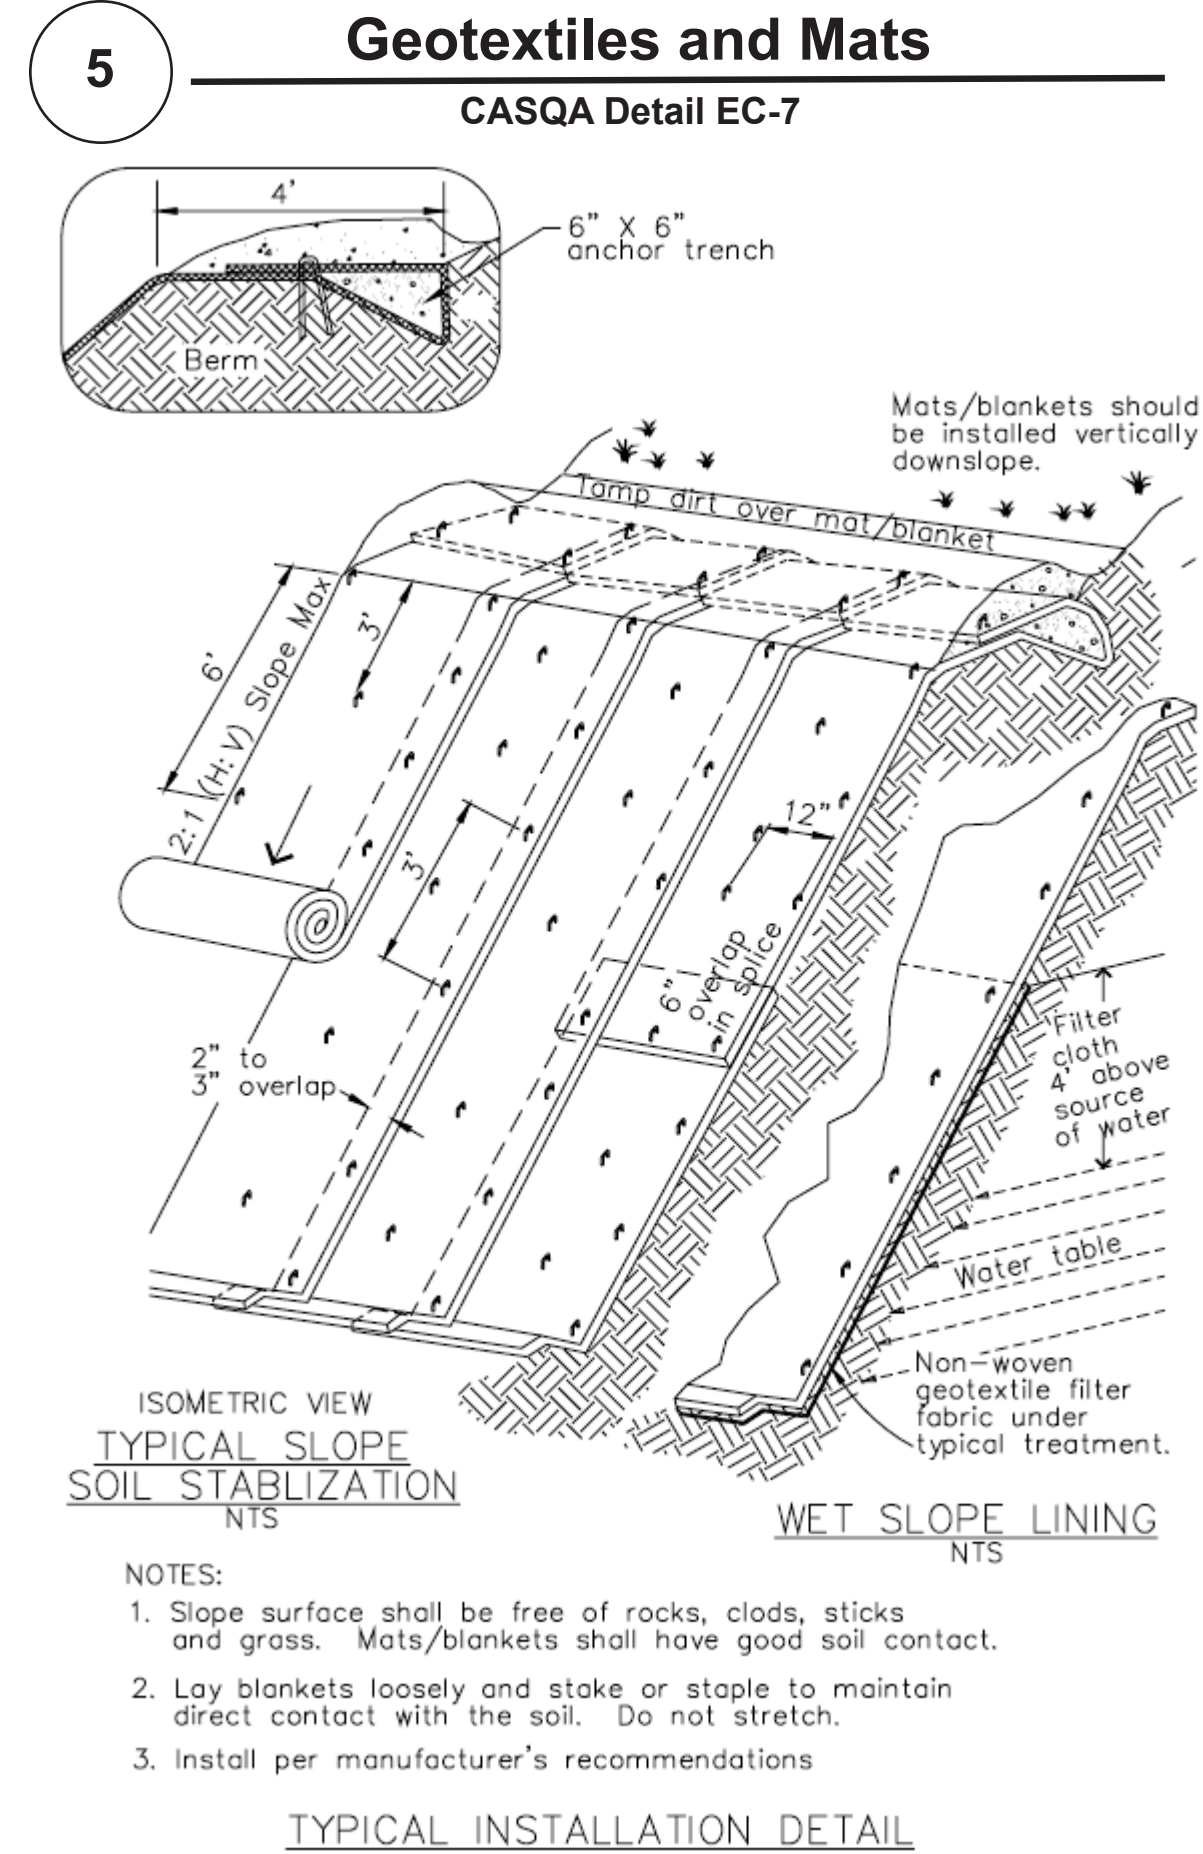 5
Geotextiles and Mats
CASQA Detail EC-7
4'
6" X 6"
anchor trench
Berm
Mats/blankets should
be installed vertically
downslope.
Tamp dirt over mat/blanket
6'
2:1 (H:V) Slope Max
3'
3'
12"
6"
overlap
in splice
2" to
3" overlap
Filter
cloth
4' above
source
of water
Water table
Non-woven
geotextile filter
fabric under
typical treatment.
ISOMETRIC VIEW
TYPICAL SLOPE
SOIL STABLIZATION
NTS
WET SLOPE LINING
NTS
NOTES:
1. Slope surface shall be free of rocks, clods, sticks
and grass. Mats/blankets shall have good soil contact.
2. Lay blankets loosely and stake or staple to maintain
direct contact with the soil. Do not stretch.
3. Install per manufacturer's recommendations
TYPICAL INSTALLATION DETAIL